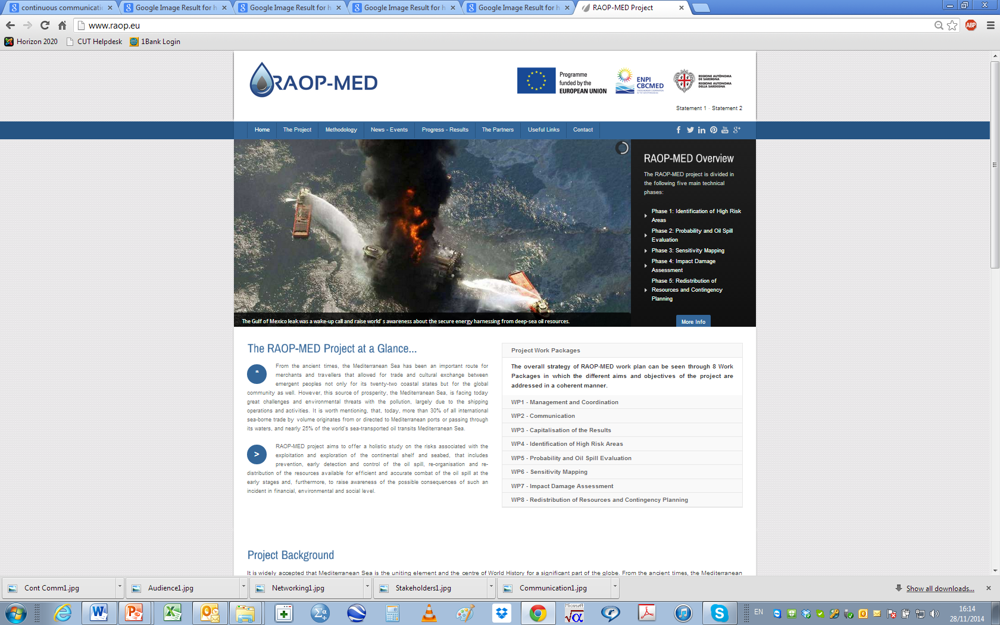 continuous communicatio
Google Image Result for h
Google Image Result for h
Google Image Result for h
Google Image Result for h
RAOP-MED Project
www.raop.eu
ABP
Horizon 2020
CUT Helpdesk
1Bank Login
RAOP-MED
Programme
funded by the
EUROPEAN UNION
ENPI
CBCMED
REGIONE AUTÒNOMA
DE SARDIGNA
REGIONE AUTONOMA
DELLA SARDEGNA
Statement 1 - Statement 2
Home
The Project
Methodology
News - Events
Progress - Results
The Partners
Useful Links
Contact
RAOP-MED Overview
The RAOP-MED project is divided in
the following five main technical
phases:
Phase 1: Identification of High Risk
Areas
Phase 2: Probability and Oil Spill
Evaluation
Phase 3: Sensitivity Mapping
Phase 4: Impact Damage
Assessment
Phase 5: Redistribution of
Resources and Contingency
Planning
More Info
The Gulf of Mexico leak was a wake-up call and raise world´s awareness about the secure energy harnessing from deep-sea oil resources.
The RAOP-MED Project at a Glance...
* From the ancient times, the Mediterranean Sea has been an important route for
merchants and travellers that allowed for trade and cultural exchange between
emergent peoples not only for its twenty-two coastal states but for the global
community as well. However, this source of prosperity, the Mediterranean Sea, is facing today
great challenges and environmental threats with the pollution, largely due to the shipping
operations and activities. It is worth mentioning, that, today, more than 30% of all international
sea-borne trade by volume originates from or directed to Mediterranean ports or passing through
its waters, and nearly 25% of the world's sea-transported oil transits Mediterranean Sea.
> RAOP-MED project aims to offer a holistic study on the risks associated with the
exploitation and exploration of the continental shelf and seabed, that includes
prevention, early detection and control of the oil spill, re-organisation and re-
distribution of the resources available for efficient and accurate combat of the oil spill at the
early stages and, furthermore, to raise awareness of the possible consequences of such an
incident in financial, environmental and social level.
Project Work Packages
The overall strategy of RAOP-MED work plan can be seen through 8 Work
Packages in which the different aims and objectives of the project are
addressed in a coherent manner.
WP1 - Management and Coordination
WP2 - Communication
WP3 - Capitalisation of the Results
WP4 - Identification of High Risk Areas
WP5 - Probability and Oil Spill Evaluation
WP6 - Sensitivity Mapping
WP7 - Impact Damage Assessment
WP8 - Redistribution of Resources and Contingency Planning
Project Background
It is widely accepted that Mediterranean Sea is the uniting element and the centre of World History for a significant part of the globe. From the ancient times, the Mediterranean
Cont Comm1.jpg
Audience1.jpg
Networking1.jpg
Stakeholders1.jpg
Communication1.jpg
Show all downloads...
Microsoft
EN
16:14
28/11/2014